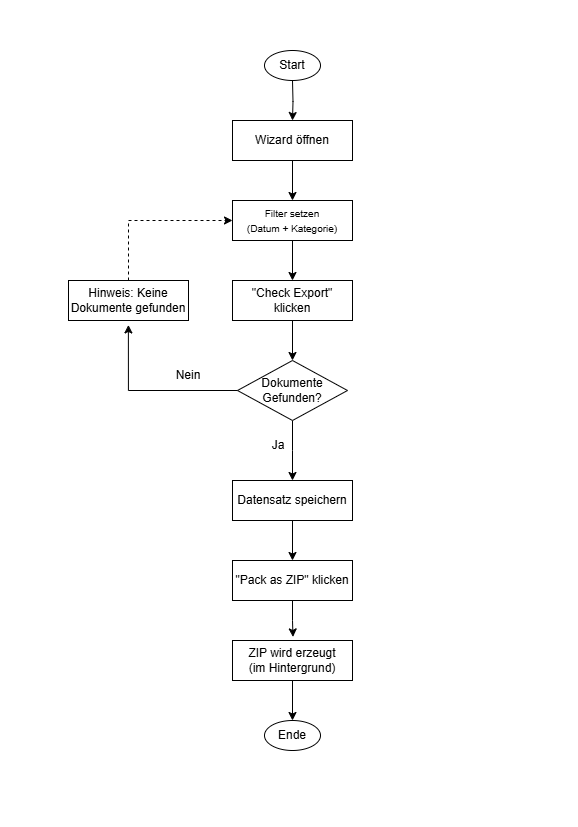 Start
Wizard öffnen
Filter setzen
(Datum + Kategorie)
Hinweis: Keine
Dokumente gefunden
"Check Export"
klicken
Nein
Dokumente
Gefunden?
Ja
Datensatz speichern
"Pack as ZIP" klicken
ZIP wird erzeugt
(im Hintergrund)
Ende